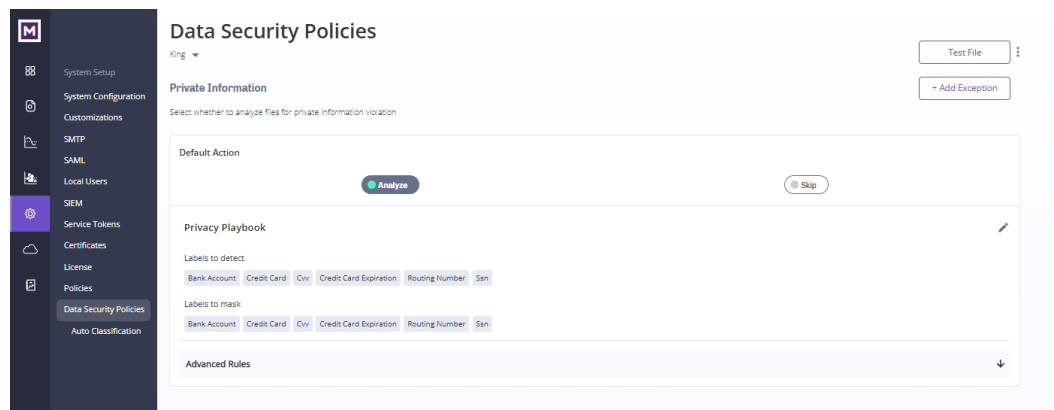 M
Data Security Policies
King
Test File
System Setup
System Configuration
Customizations
SMTP
SAML
Local Users
SIEM
Service Tokens
Certificates
License
Policies
Data Security Policies
Auto Classification
Private Information
+ Add Exception
Select whether to analyze files for private information violation
Default Action
Analyze
Skip
Privacy Playbook
Labels to detect
Bank Account Credit Card Cvv Credit Card Expiration Routing Number Ssn
Labels to mask
Bank Account Credit Card Cvv Credit Card Expiration Routing Number Ssn
Advanced Rules